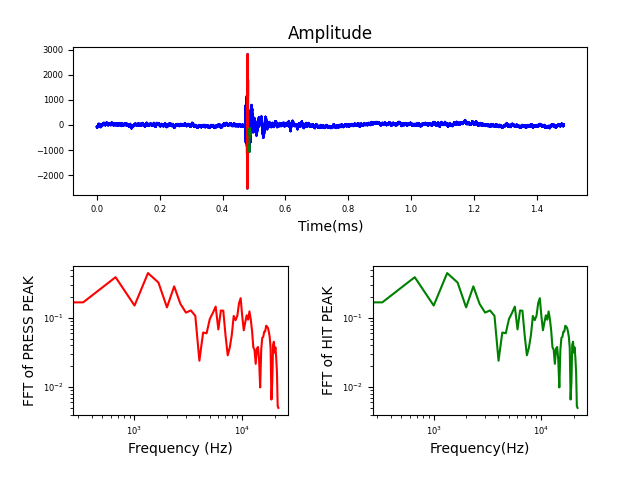 Amplitude
3000
2000
1000
0
−1000
−2000
0.0 0.2 0.4 0.6 0.8 1.0 1.2 1.4
Time(ms)
FFT of PRESS PEAK
10⁻¹
10⁻²
10³ 10⁴
Frequency (Hz)
FFT of HIT PEAK
10⁻¹
10⁻²
10³ 10⁴
Frequency(Hz)